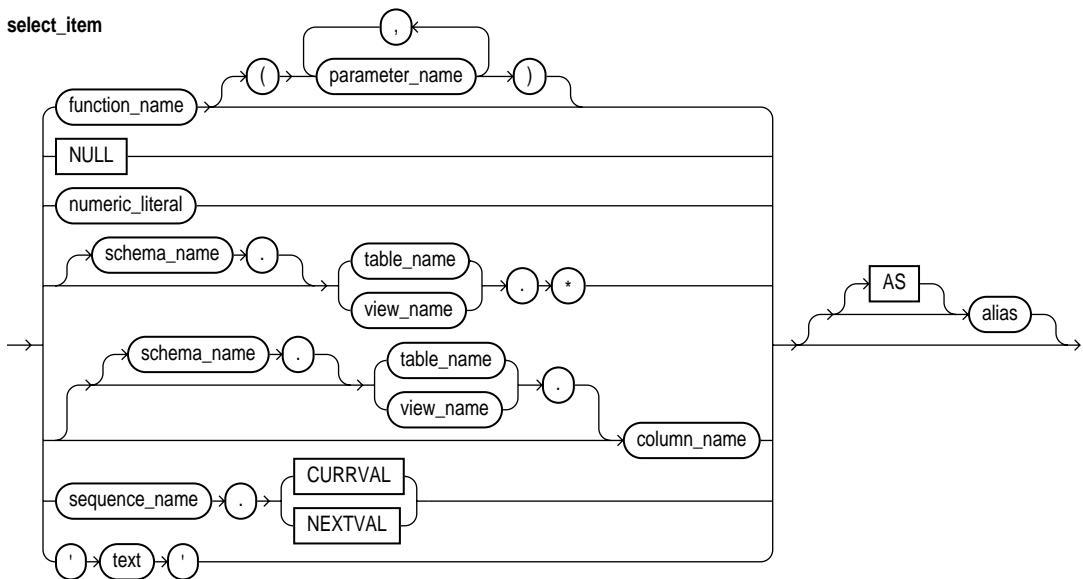 select_item
,
( parameter_name )
function_name
NULL
numeric_literal
schema_name . table_name . *
view_name
AS
alias
schema_name . table_name .
view_name
column_name
sequence_name . CURRVAL
NEXTVAL
' text '